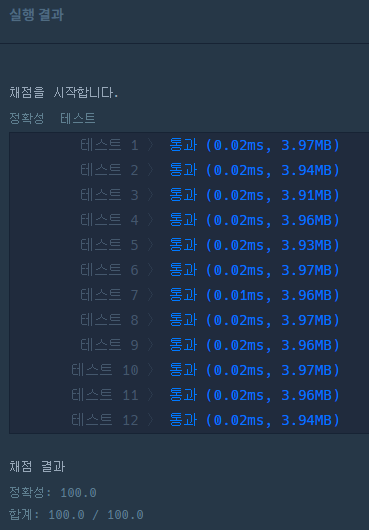 실행 결과
채점을 시작합니다.
정확성 테스트
테스트 1 〉 통과 (0.02ms, 3.97MB)
테스트 2 〉 통과 (0.02ms, 3.94MB)
테스트 3 〉 통과 (0.02ms, 3.91MB)
테스트 4 〉 통과 (0.02ms, 3.96MB)
테스트 5 〉 통과 (0.02ms, 3.93MB)
테스트 6 〉 통과 (0.02ms, 3.97MB)
테스트 7 〉 통과 (0.01ms, 3.96MB)
테스트 8 〉 통과 (0.02ms, 3.97MB)
테스트 9 〉 통과 (0.02ms, 3.96MB)
테스트 10 〉 통과 (0.02ms, 3.97MB)
테스트 11 〉 통과 (0.02ms, 3.96MB)
테스트 12 〉 통과 (0.02ms, 3.94MB)
채점 결과
정확성: 100.0
합계: 100.0 / 100.0